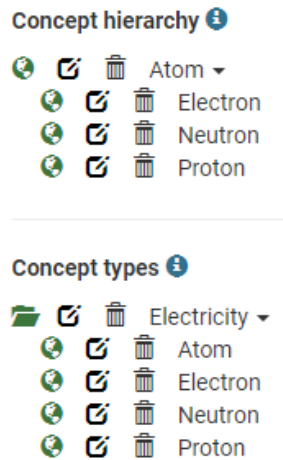 Concept hierarchy
Atom
Electron
Neutron
Proton
Concept types
Electricity
Atom
Electron
Neutron
Proton